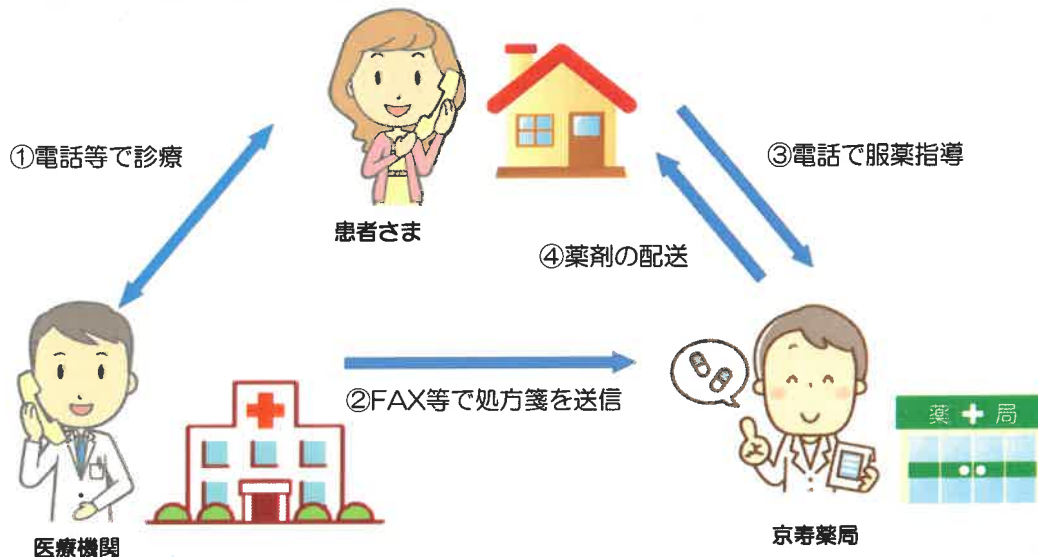 ①電話等で診療
患者さま
③電話で服薬指導
④薬剤の配送
②FAX等で処方箋を送信
薬局
医療機関
京寿薬局